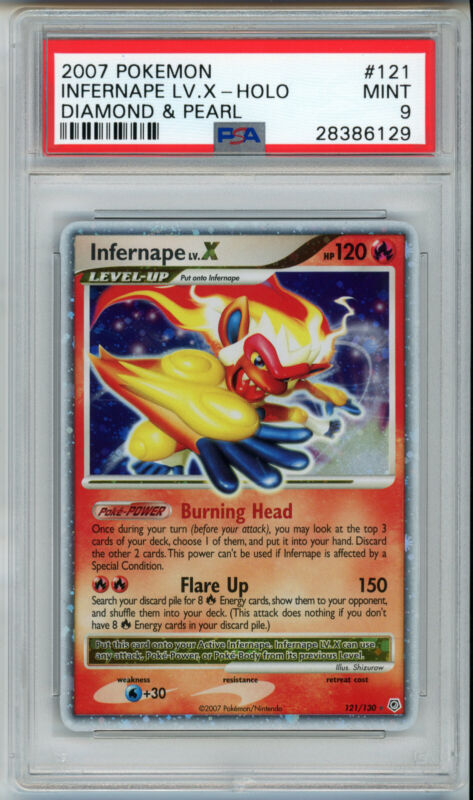 2007 POKEMON #121
INFERNAPE LV.X - HOLO MINT
DIAMOND & PEARL 9
PSA 28386129
Infernape LV.X HP 120
LEVEL-UP Put onto Infernape
Poké-POWER Burning Head
Once during your turn (before your attack), you may look at the top 3
cards of your deck, choose 1 of them, and put it into your hand. Discard
the other 2 cards. This power can't be used if Infernape is affected by a
Special Condition.
Flare Up 150
Search your discard pile for 8 Energy cards, show them to your opponent,
and shuffle them into your deck. (This attack does nothing if you don't
have 8 Energy cards in your discard pile.)
Put this card onto your Active Infernape. Infernape LV.X can use
any attack, Poké-Power, or Poké-Body from its previous Level.
Illus. Shizurow
weakness resistance retreat cost
+30
©2007 Pokémon/Nintendo
121/130